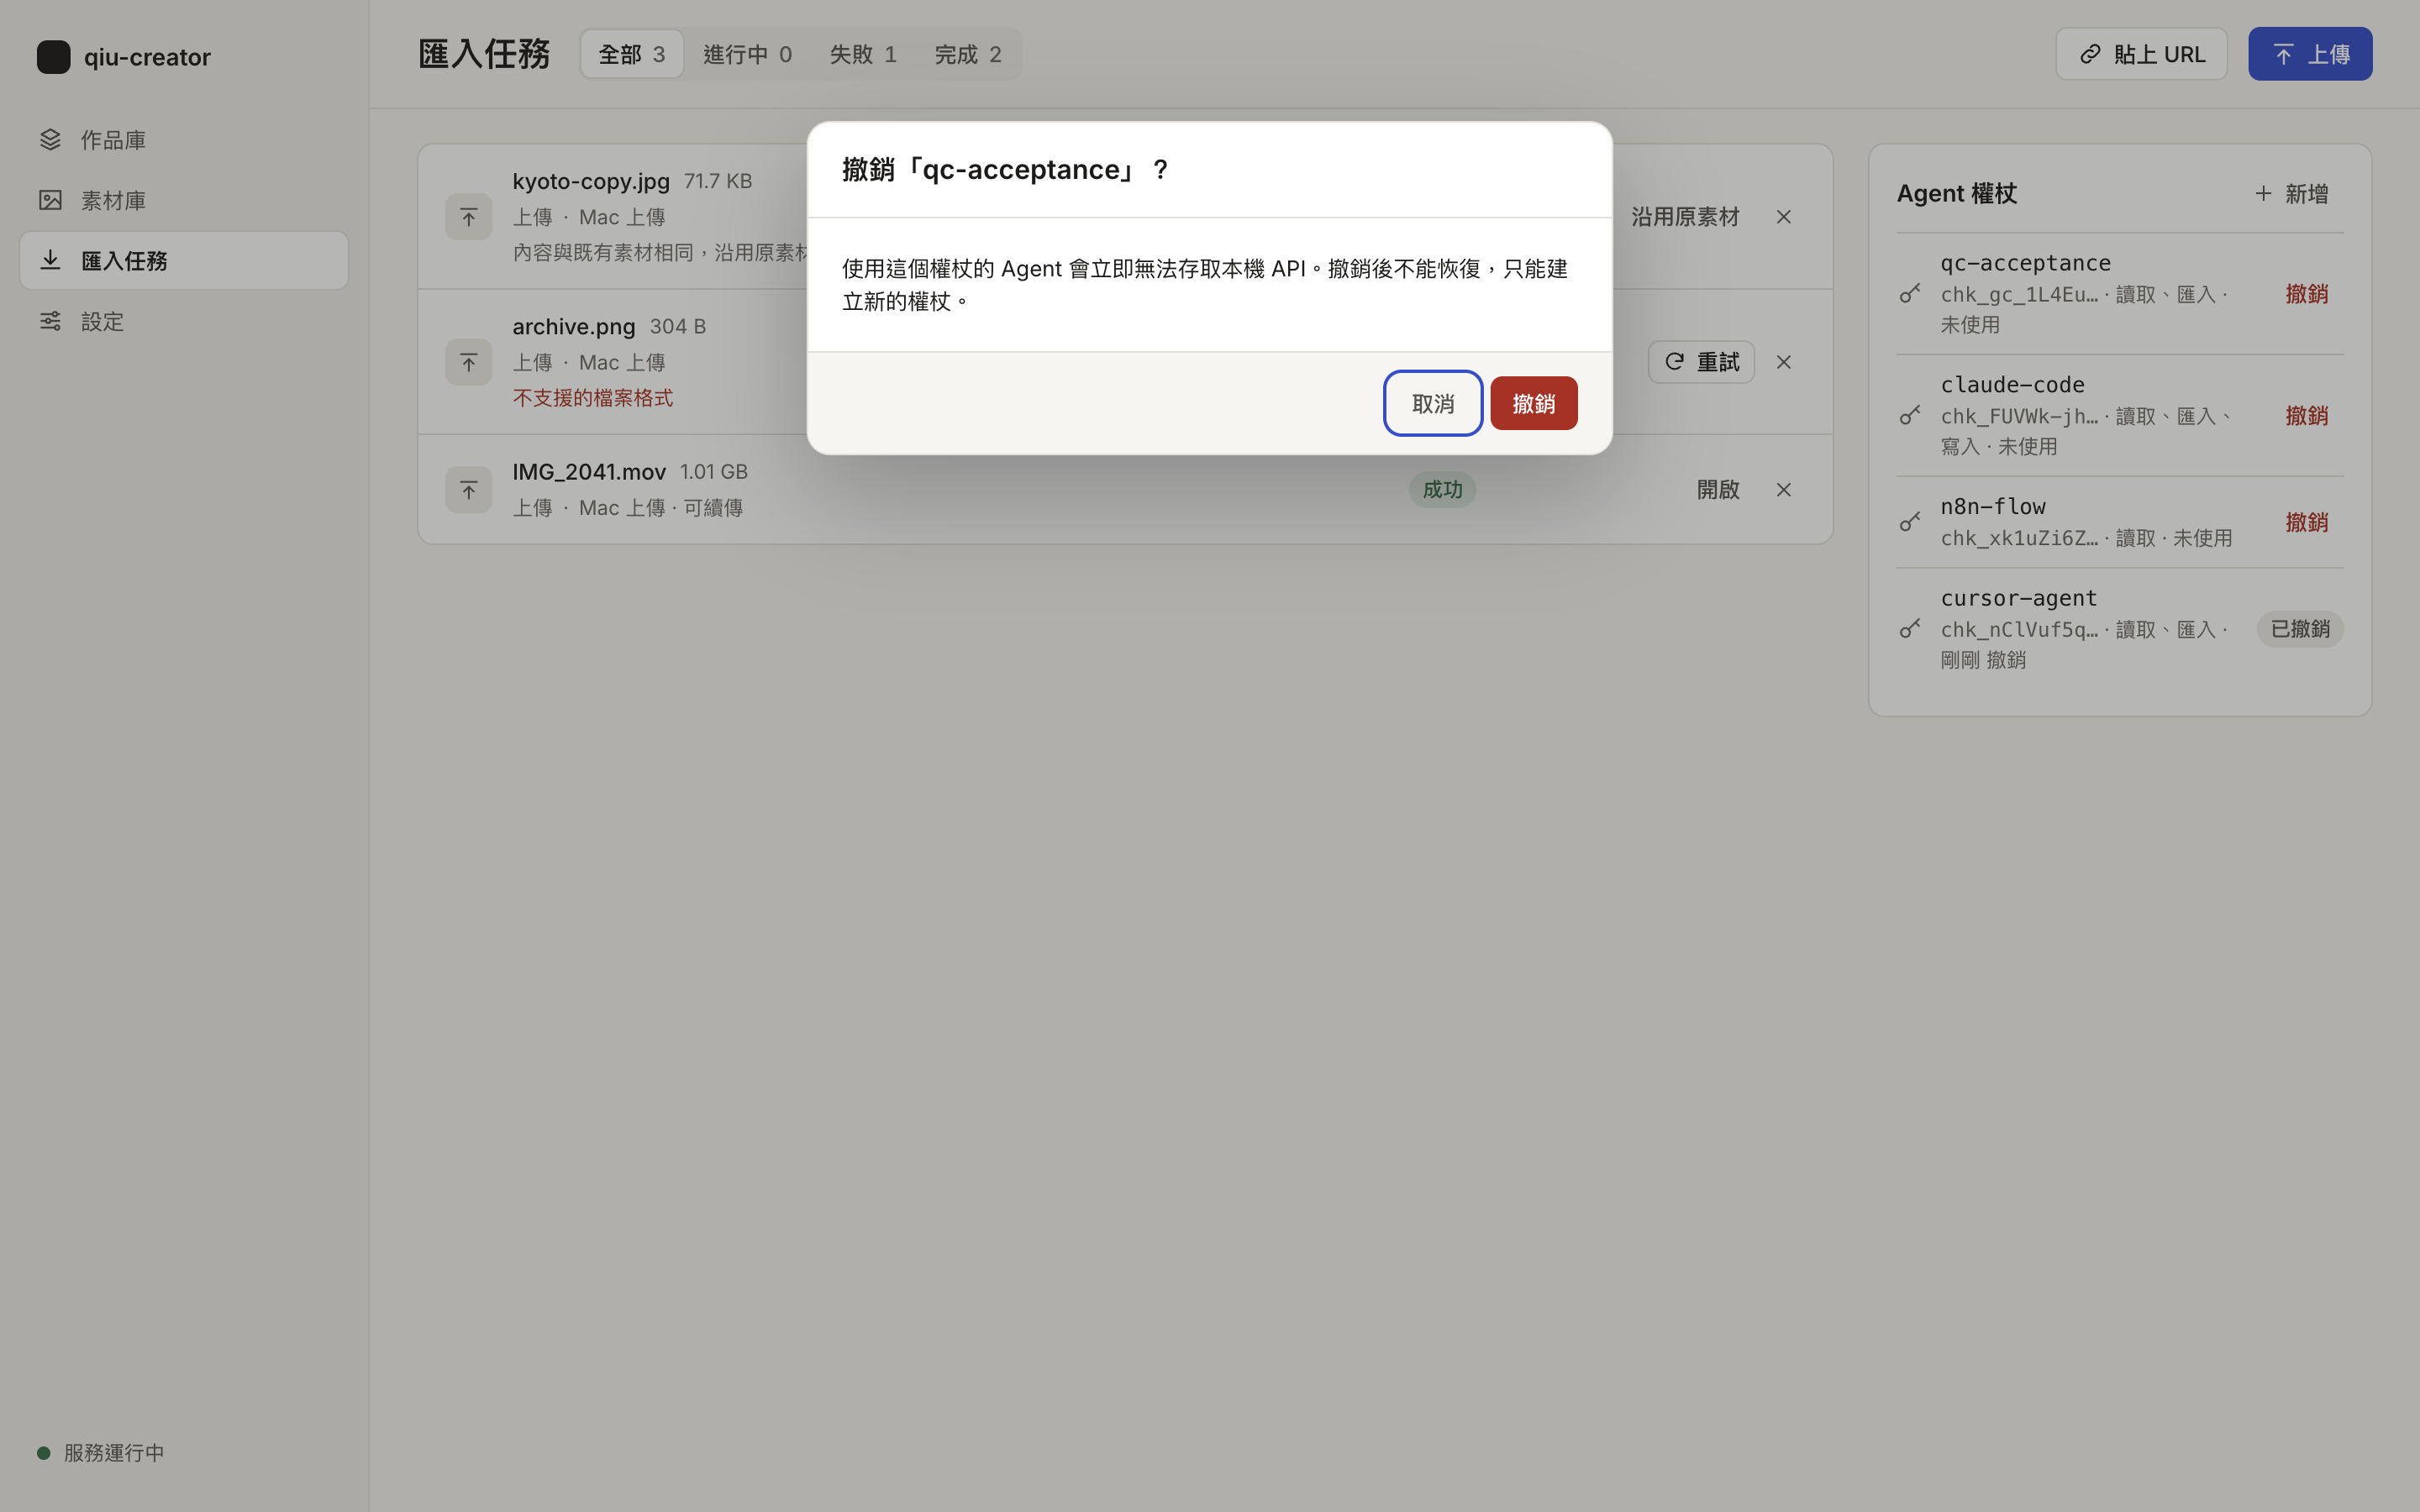 qiu-creator
作品庫
素材庫
匯入任務
設定
服務運行中
匯入任務
全部 3
進行中 0
失敗 1
完成 2
貼上 URL
上傳
kyoto-copy.jpg 71.7 KB
上傳 · Mac 上傳
內容與既有素材相同，沿用原素材
沿用原素材
archive.png 304 B
上傳 · Mac 上傳
不支援的檔案格式
重試
IMG_2041.mov 1.01 GB
上傳 · Mac 上傳 · 可續傳
成功
開啟
撤銷「qc-acceptance」？
使用這個權杖的 Agent 會立即無法存取本機 API。撤銷後不能恢復，只能建
立新的權杖。
取消
撤銷
Agent 權杖
新增
qc-acceptance
chk_gc_1L4Eu… · 讀取、匯入 ·
未使用
撤銷
claude-code
chk_FUVWk-jh… · 讀取、匯入、
寫入 · 未使用
撤銷
n8n-flow
chk_xk1uZi6Z… · 讀取 · 未使用
撤銷
cursor-agent
chk_nClVuf5q… · 讀取、匯入 ·
剛剛 撤銷
已撤銷